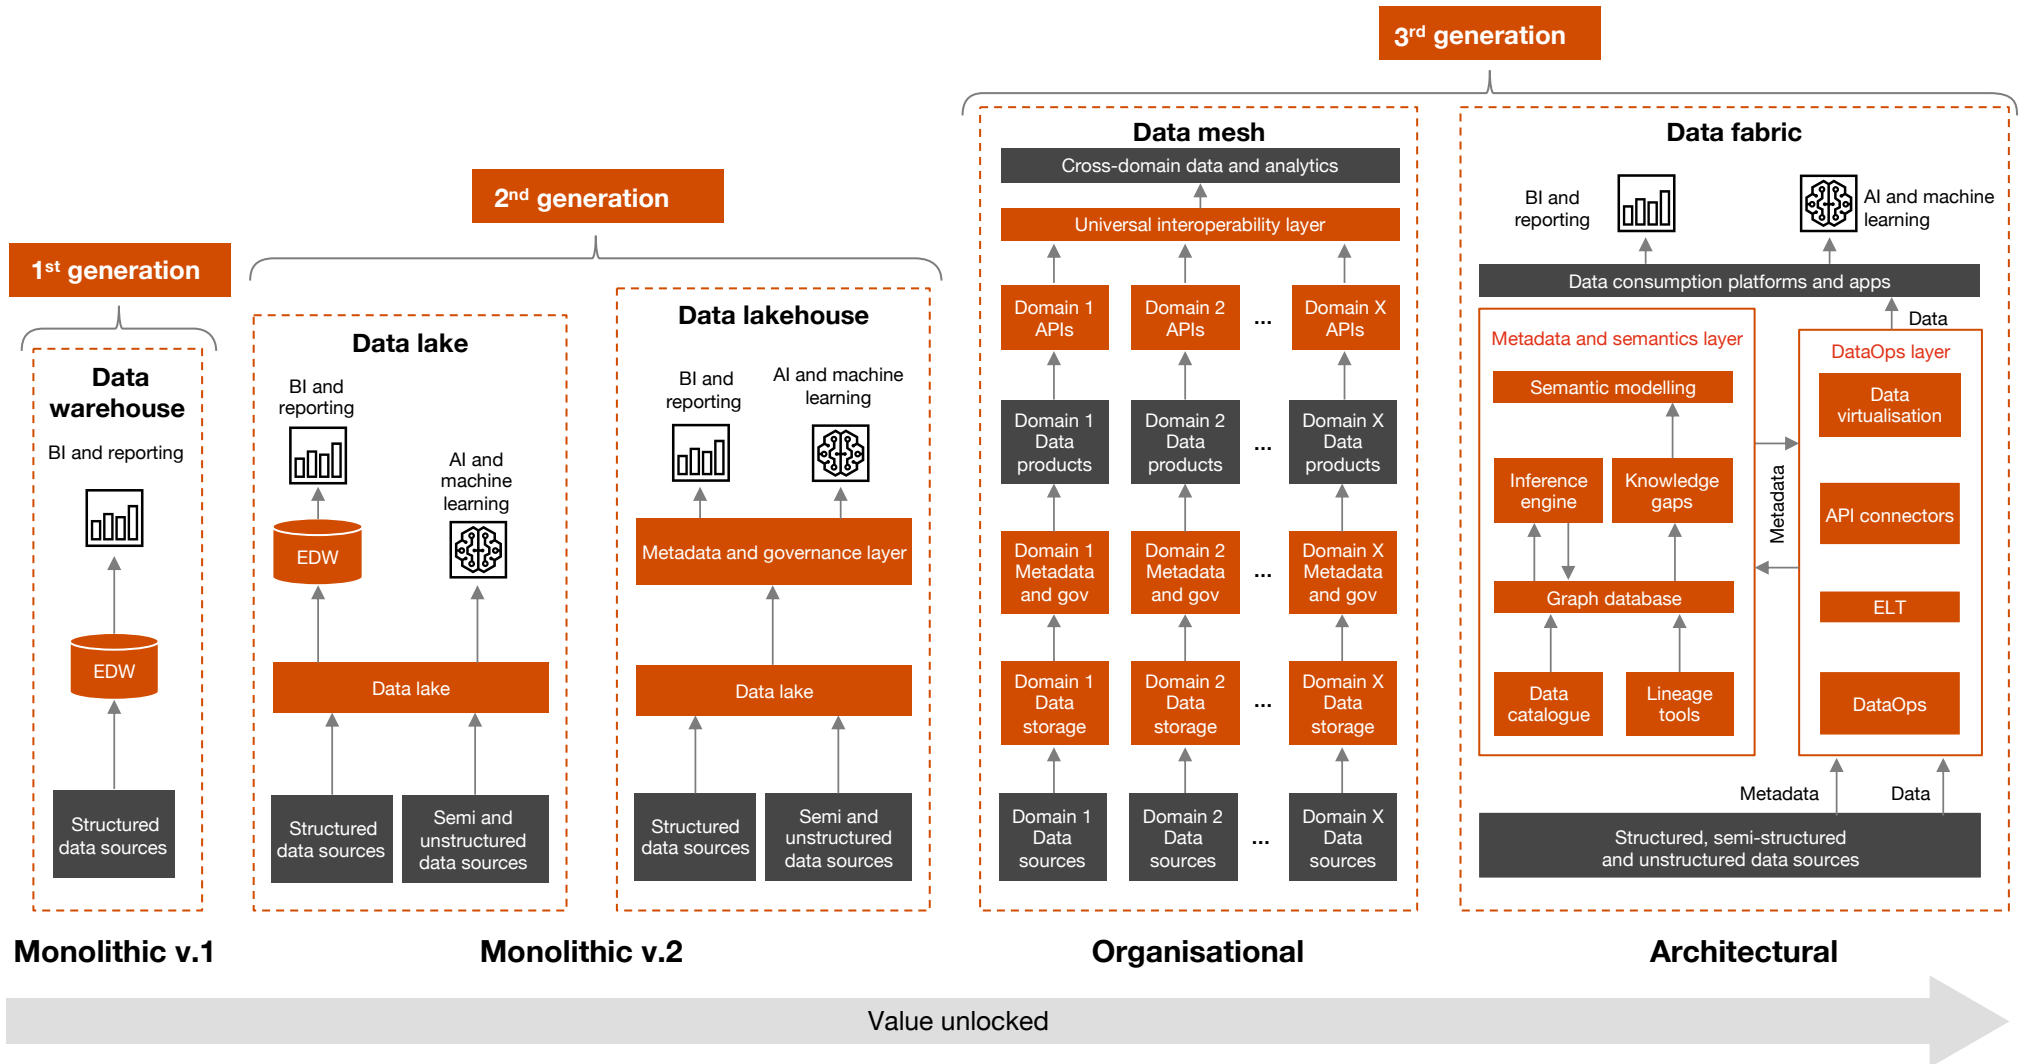 1st generation
Data
warehouse
BI and reporting
EDW
Structured
data sources
Monolithic v.1
2nd generation
Data lake
BI and
reporting
AI and
machine
learning
EDW
Data lake
Structured
data sources
Semi and
unstructured
data sources
Data lakehouse
BI and
reporting
AI and machine
learning
Metadata and governance layer
Data lake
Structured
data sources
Semi and
unstructured
data sources
Monolithic v.2
3rd generation
Data mesh
Cross-domain data and analytics
Universal interoperability layer
Domain 1
APIs
Domain 2
APIs
...
Domain X
APIs
Domain 1
Data
products
Domain 2
Data
products
...
Domain X
Data
products
Domain 1
Metadata
and gov
Domain 2
Metadata
and gov
...
Domain X
Metadata
and gov
Domain 1
Data
storage
Domain 2
Data
storage
...
Domain X
Data
storage
Domain 1
Data
sources
Domain 2
Data
sources
...
Domain X
Data
sources
Organisational
Data fabric
BI and
reporting
AI and machine
learning
Data consumption platforms and apps
Data
Metadata and semantics layer
Semantic modelling
Inference
engine
Knowledge
gaps
Graph database
Data
catalogue
Lineage
tools
Metadata
DataOps layer
Data
virtualisation
API connectors
ELT
DataOps
Metadata
Data
Structured, semi-structured
and unstructured data sources
Architectural
Value unlocked